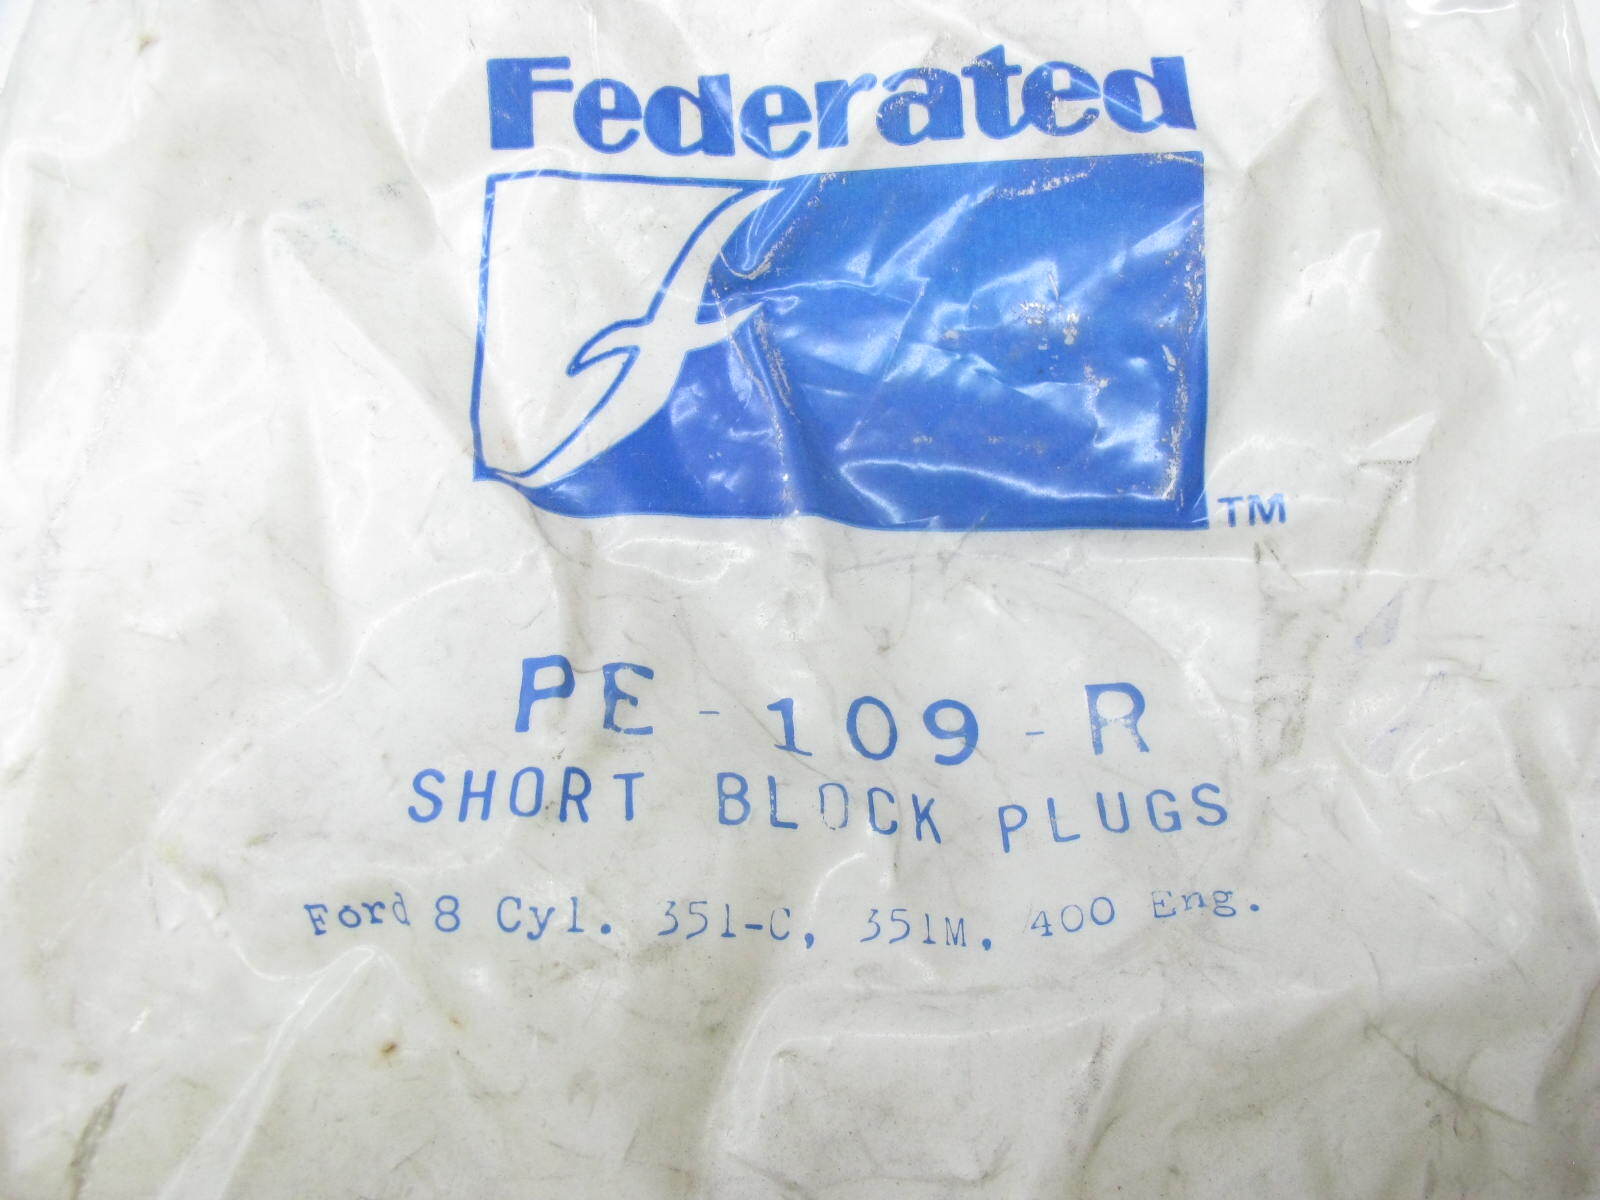 Federated
TM
PE-109-R
SHORT BLOCK PLUGS
Ford 8 Cyl. 351-C, 351M, 400 Eng.